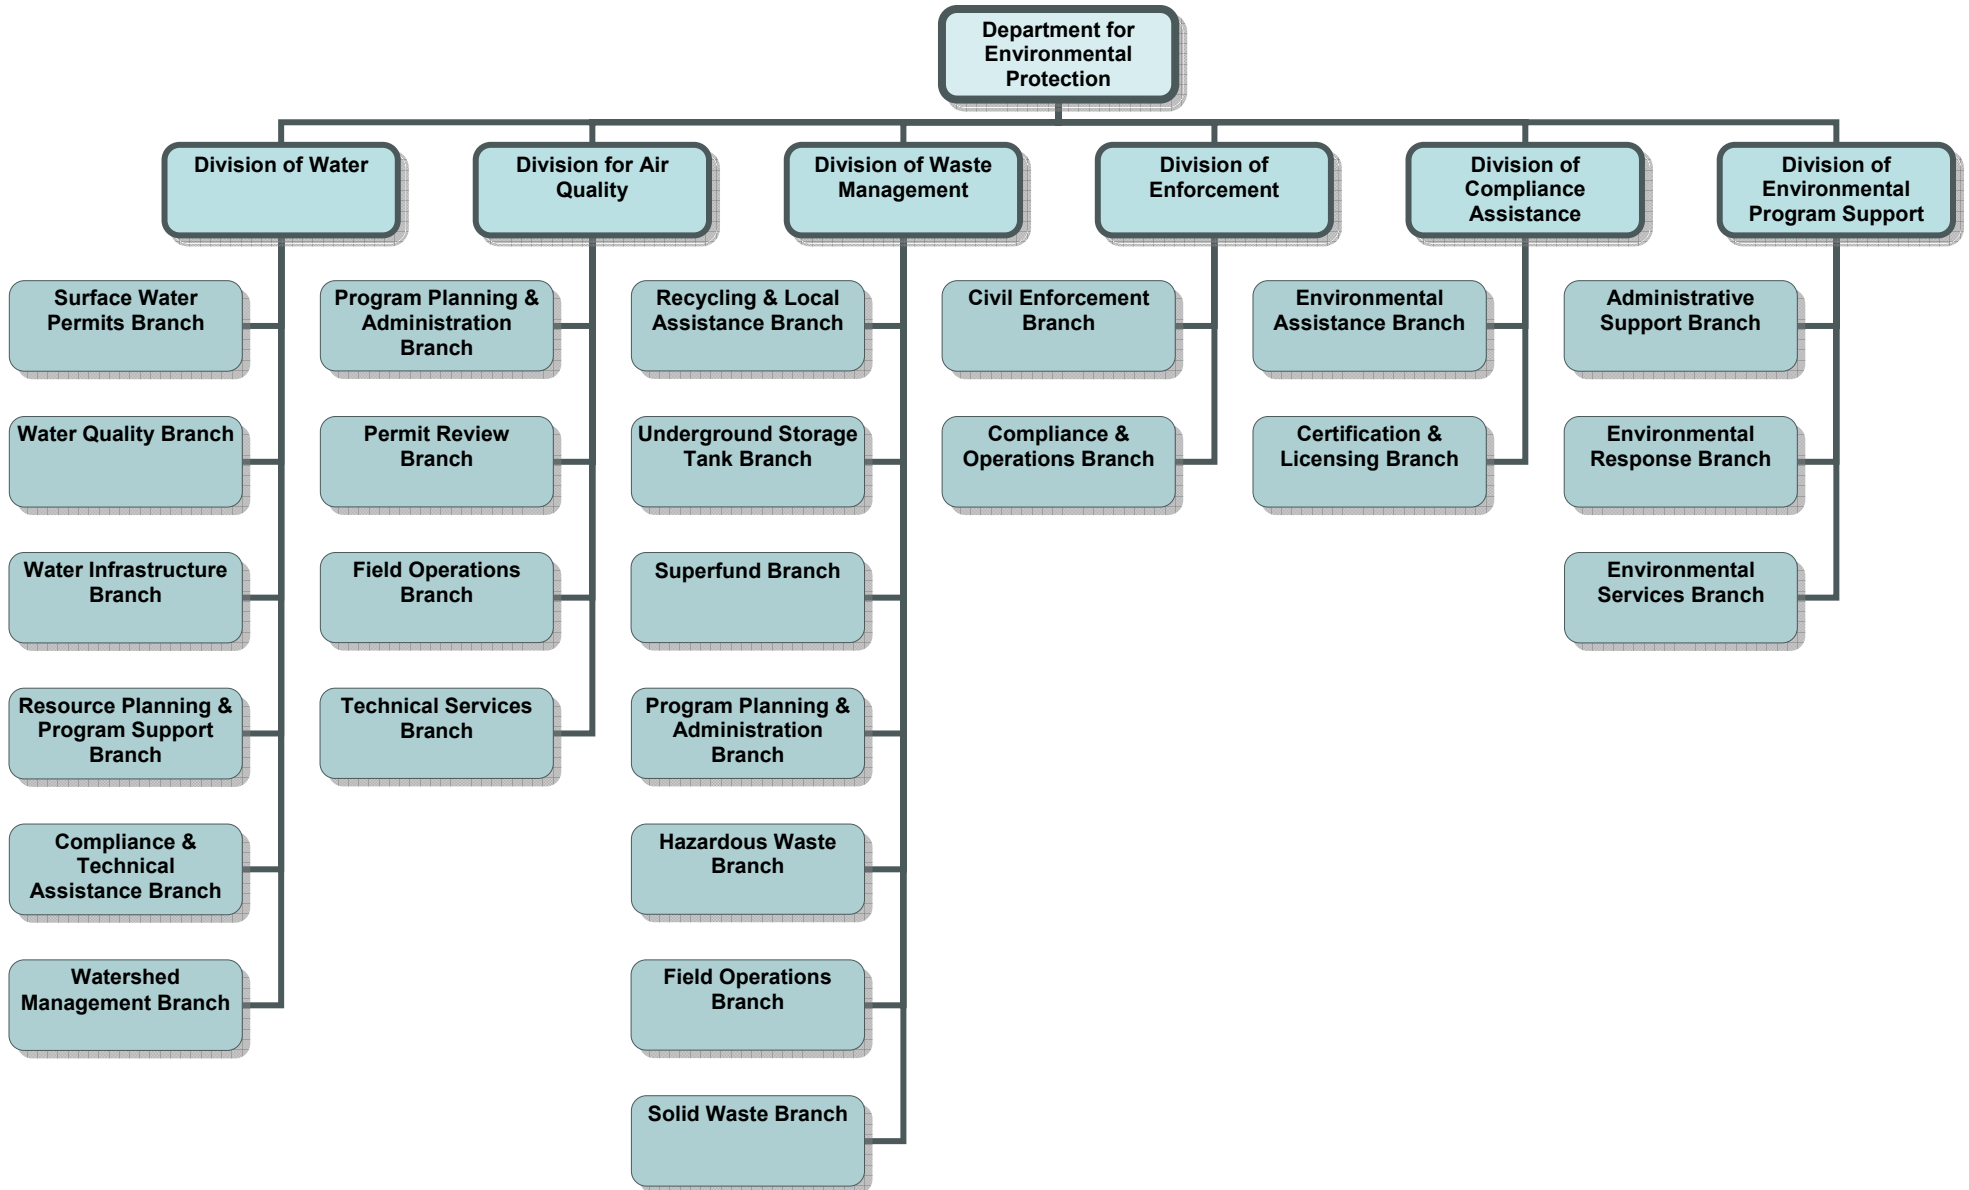 Department for
Environmental
Protection
Division of Water
Division for Air
Quality
Division of Waste
Management
Division of
Enforcement
Division of
Compliance
Assistance
Division of
Environmental
Program Support
Surface Water
Permits Branch
Water Quality Branch
Water Infrastructure
Branch
Resource Planning &
Program Support
Branch
Compliance &
Technical
Assistance Branch
Watershed
Management Branch
Program Planning &
Administration
Branch
Permit Review
Branch
Field Operations
Branch
Technical Services
Branch
Recycling & Local
Assistance Branch
Underground Storage
Tank Branch
Superfund Branch
Program Planning &
Administration
Branch
Hazardous Waste
Branch
Field Operations
Branch
Solid Waste Branch
Civil Enforcement
Branch
Compliance &
Operations Branch
Environmental
Assistance Branch
Certification &
Licensing Branch
Administrative
Support Branch
Environmental
Response Branch
Environmental
Services Branch